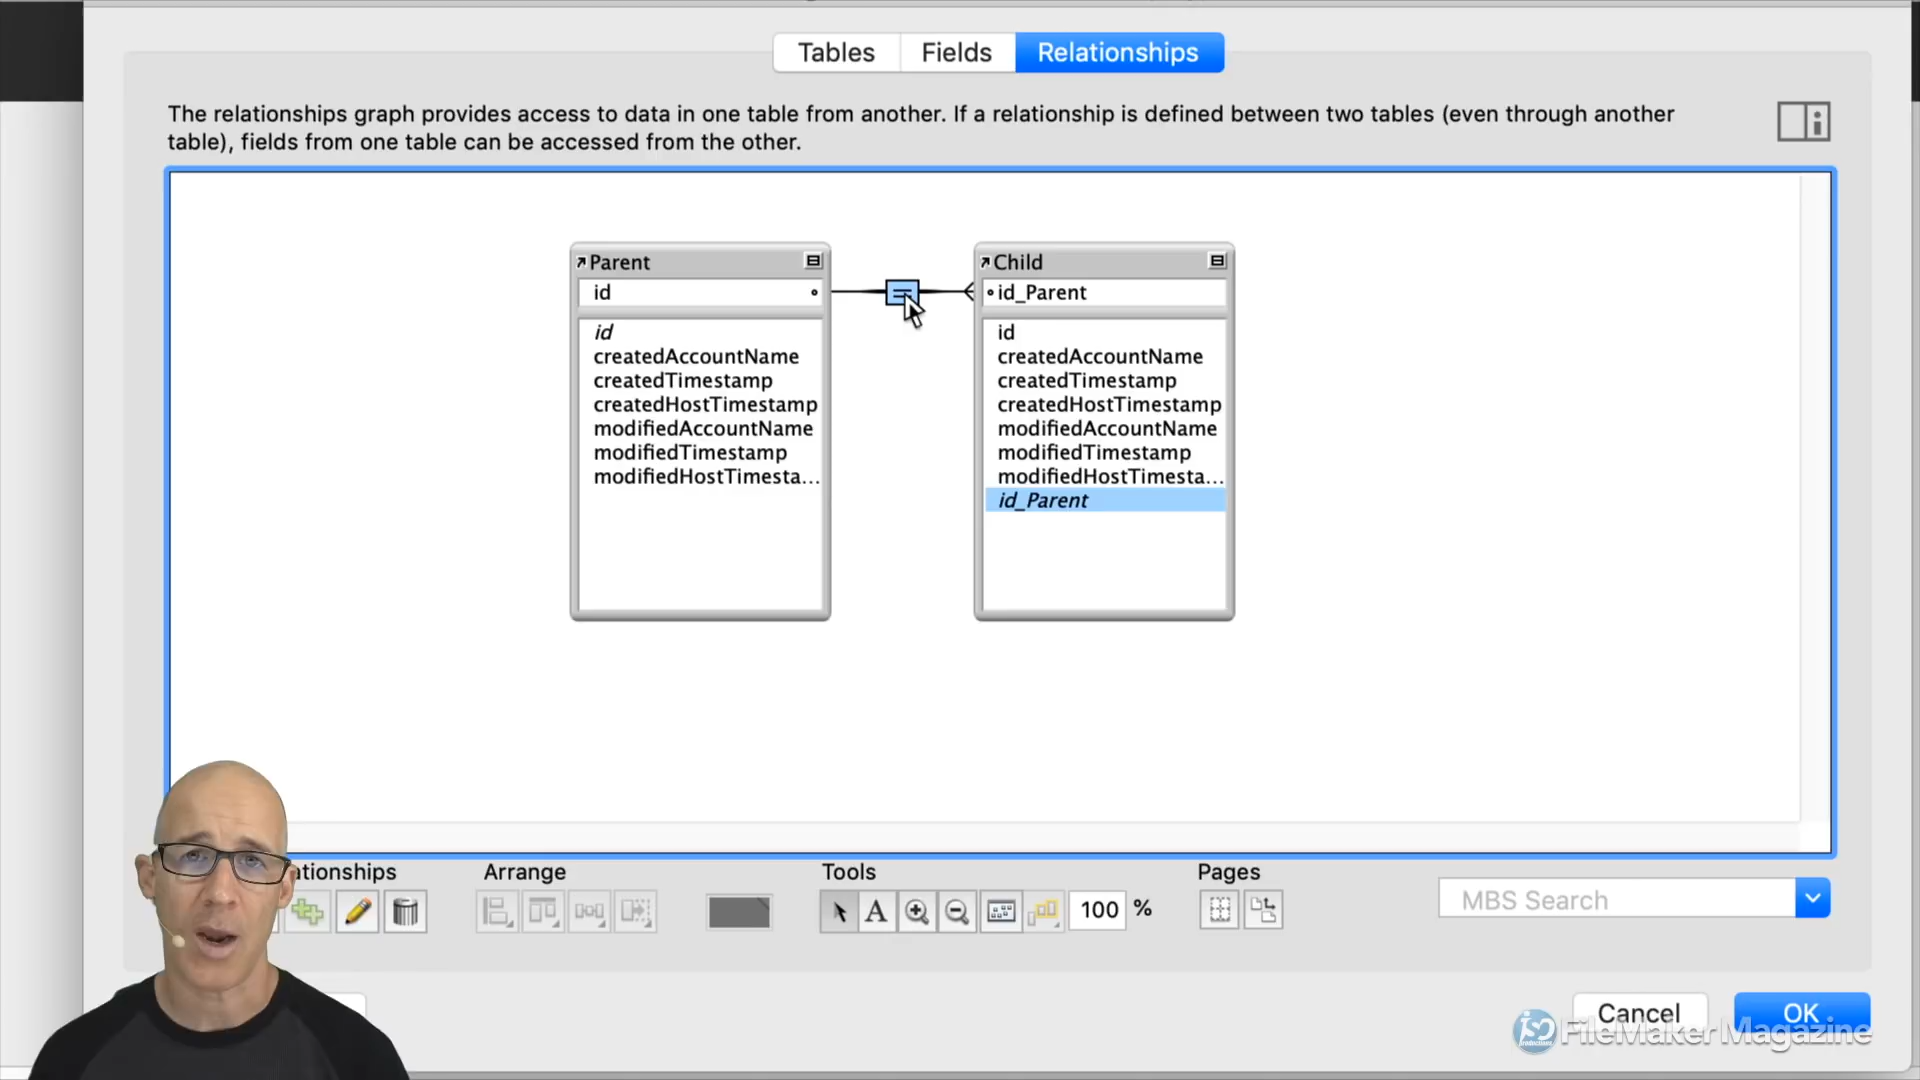 Tables Fields Relationships
The relationships graph provides access to data in one table from another. If a relationship is defined between two tables (even through another
table), fields from one table can be accessed from the other.
Parent
id
id
createdAccountName
createdTimestamp
createdHostTimestamp
modifiedAccountName
modifiedTimestamp
modifiedHostTimesta...
Child
id_Parent
id
createdAccountName
createdTimestamp
createdHostTimestamp
modifiedAccountName
modifiedTimestamp
modifiedHostTimesta...
id_Parent
ationships Arrange Tools Pages
A 100 % MBS Search
Cancel OK
iso productions FileMaker Magazine